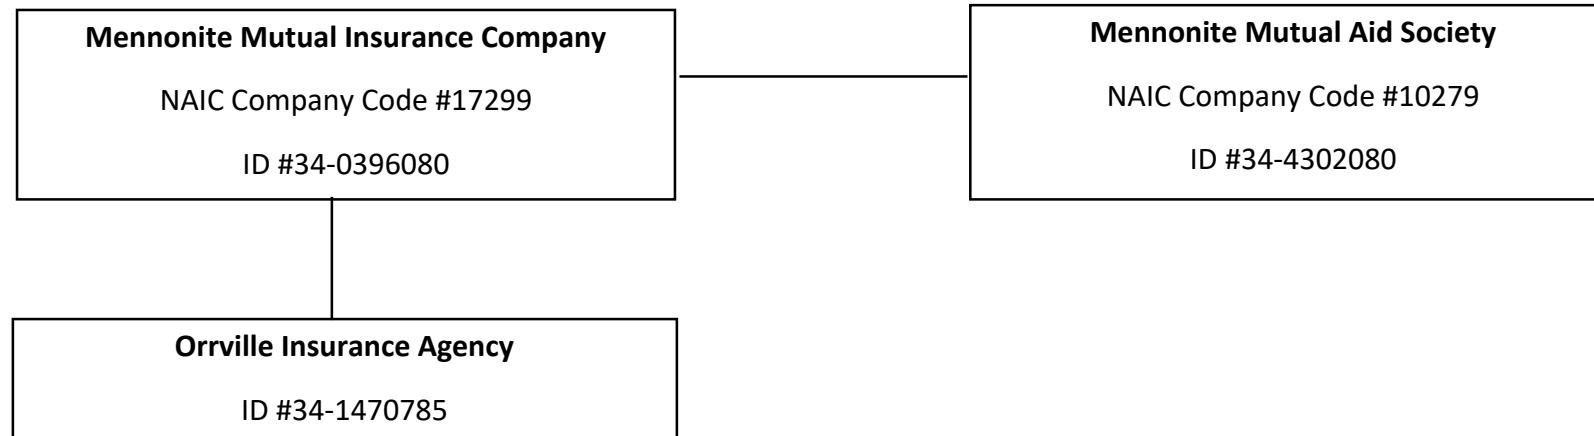 Mennonite Mutual Insurance Company
NAIC Company Code #17299
ID #34-0396080
Mennonite Mutual Aid Society
NAIC Company Code #10279
ID #34-4302080
Orrville Insurance Agency
ID #34-1470785